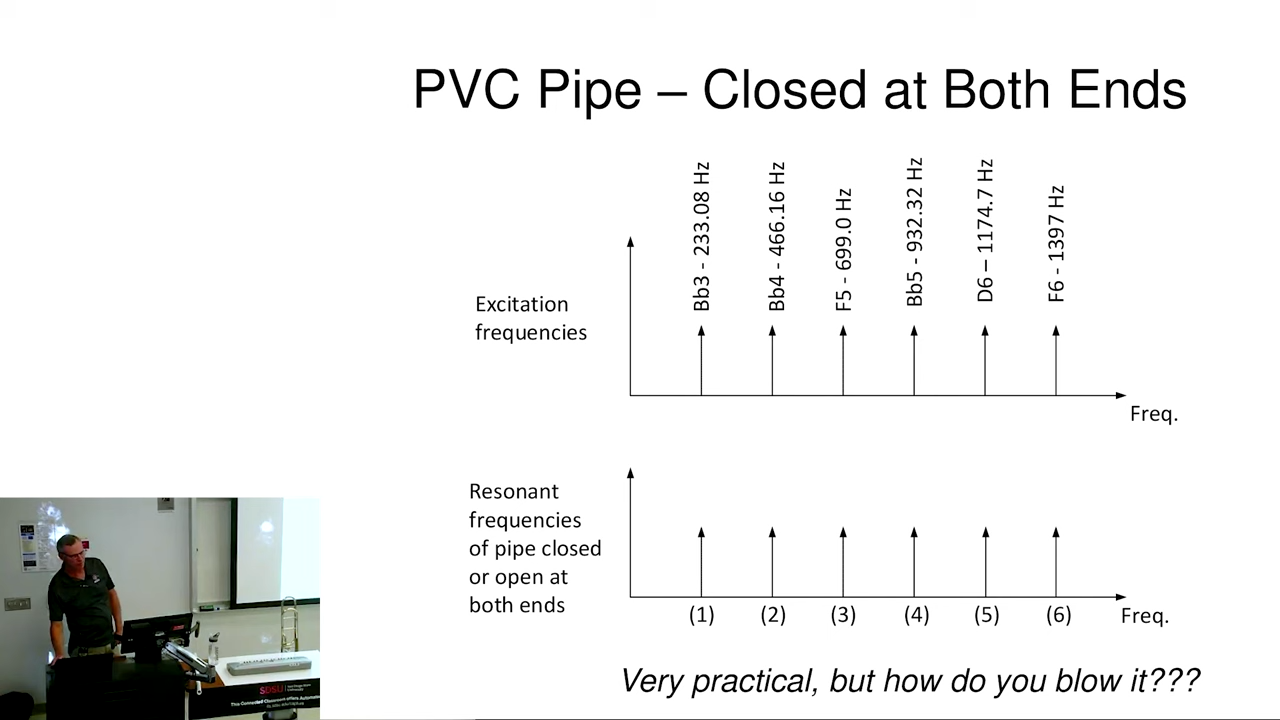 PVC Pipe – Closed at Both Ends
Bb3 - 233.08 Hz
Bb4 - 466.16 Hz
F5 - 699.0 Hz
Bb5 - 932.32 Hz
D6 – 1174.7 Hz
F6 - 1397 Hz
Excitation
frequencies
Freq.
Resonant
frequencies
of pipe closed
or open at
both ends
(1) (2) (3) (4) (5) (6) Freq.
Very practical, but how do you blow it???
SDSU